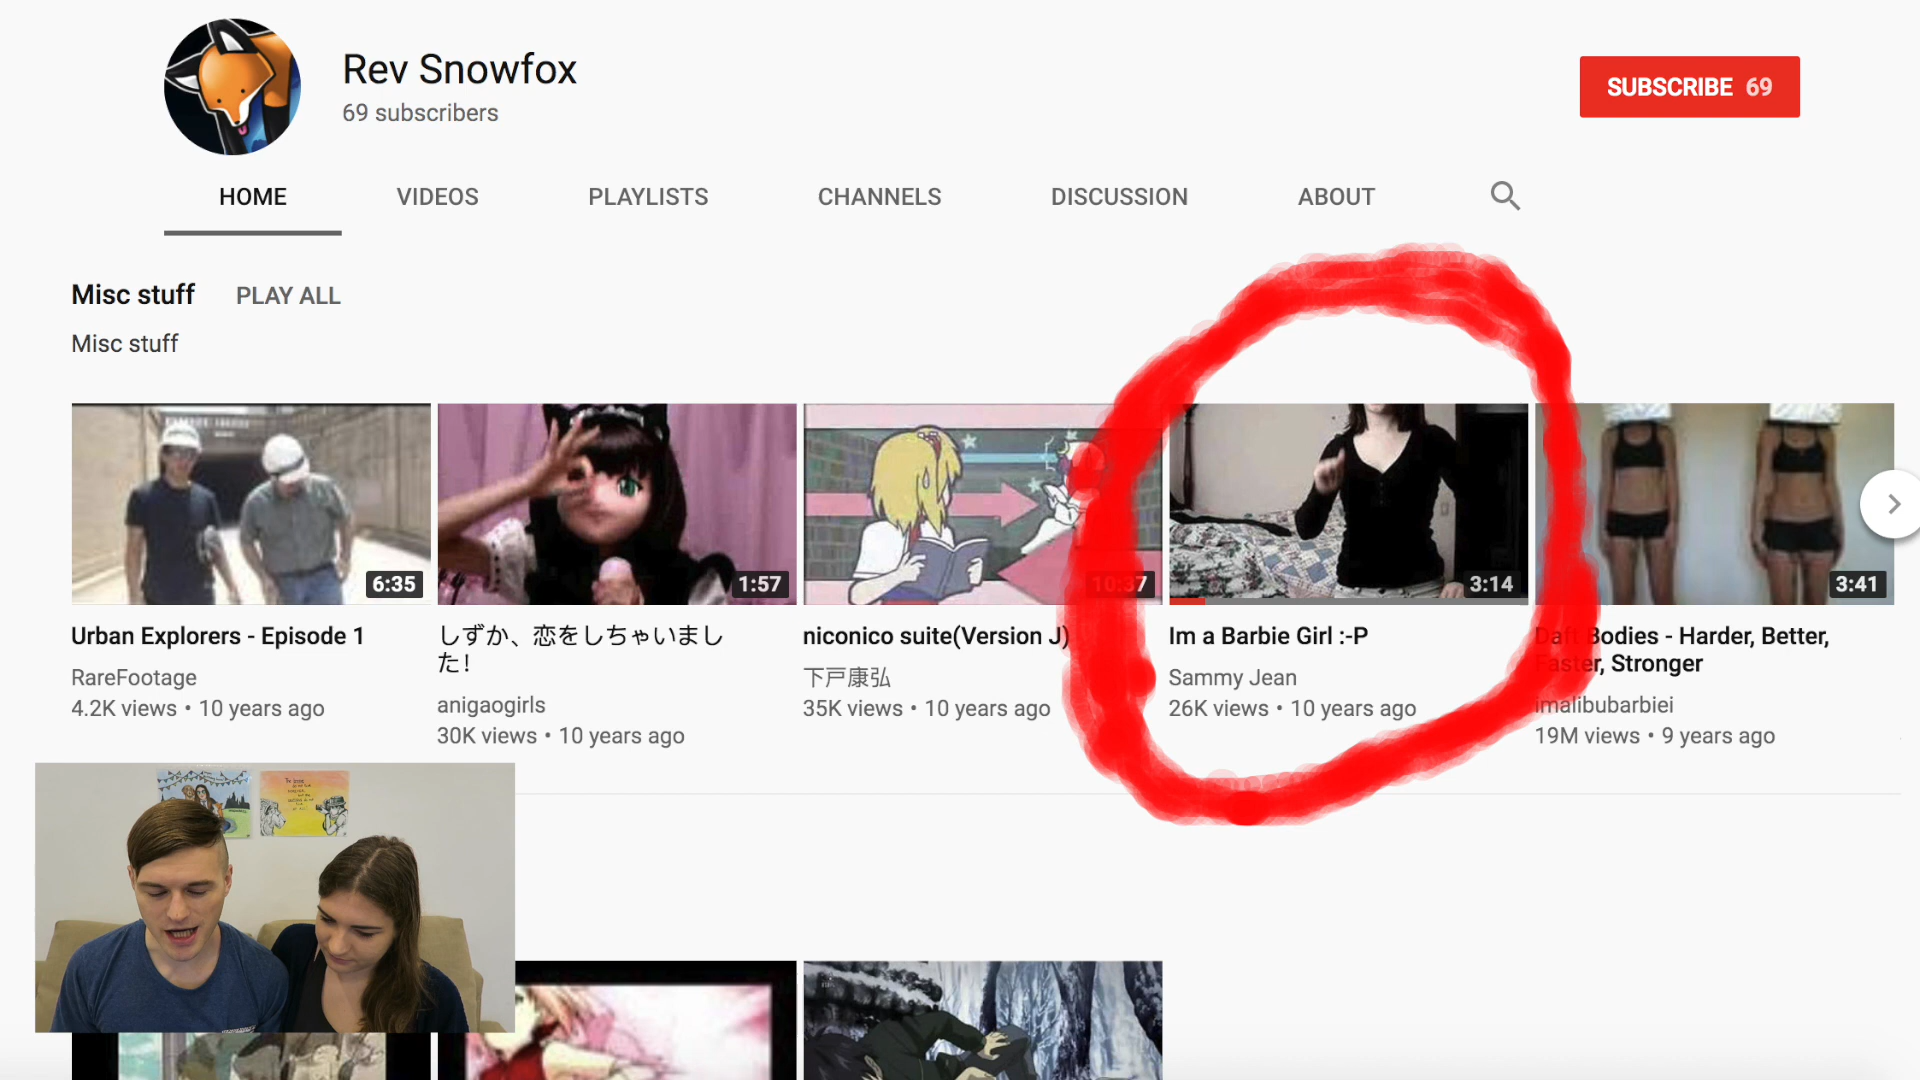 Rev Snowfox
69 subscribers
SUBSCRIBE 69
HOME VIDEOS PLAYLISTS CHANNELS DISCUSSION ABOUT
Misc stuff PLAY ALL
Misc stuff
6:35
1:57
10:37
3:14
3:41
Urban Explorers - Episode 1
RareFootage
4.2K views • 10 years ago
しずか、恋をしちゃいまし
た!
anigaogirls
30K views • 10 years ago
niconico suite(Version J)
下戸康弘
35K views • 10 years ago
Im a Barbie Girl :-P
Sammy Jean
26K views • 10 years ago
Daft Bodies - Harder, Better,
Faster, Stronger
imalibubarbiei
19M views • 9 years ago